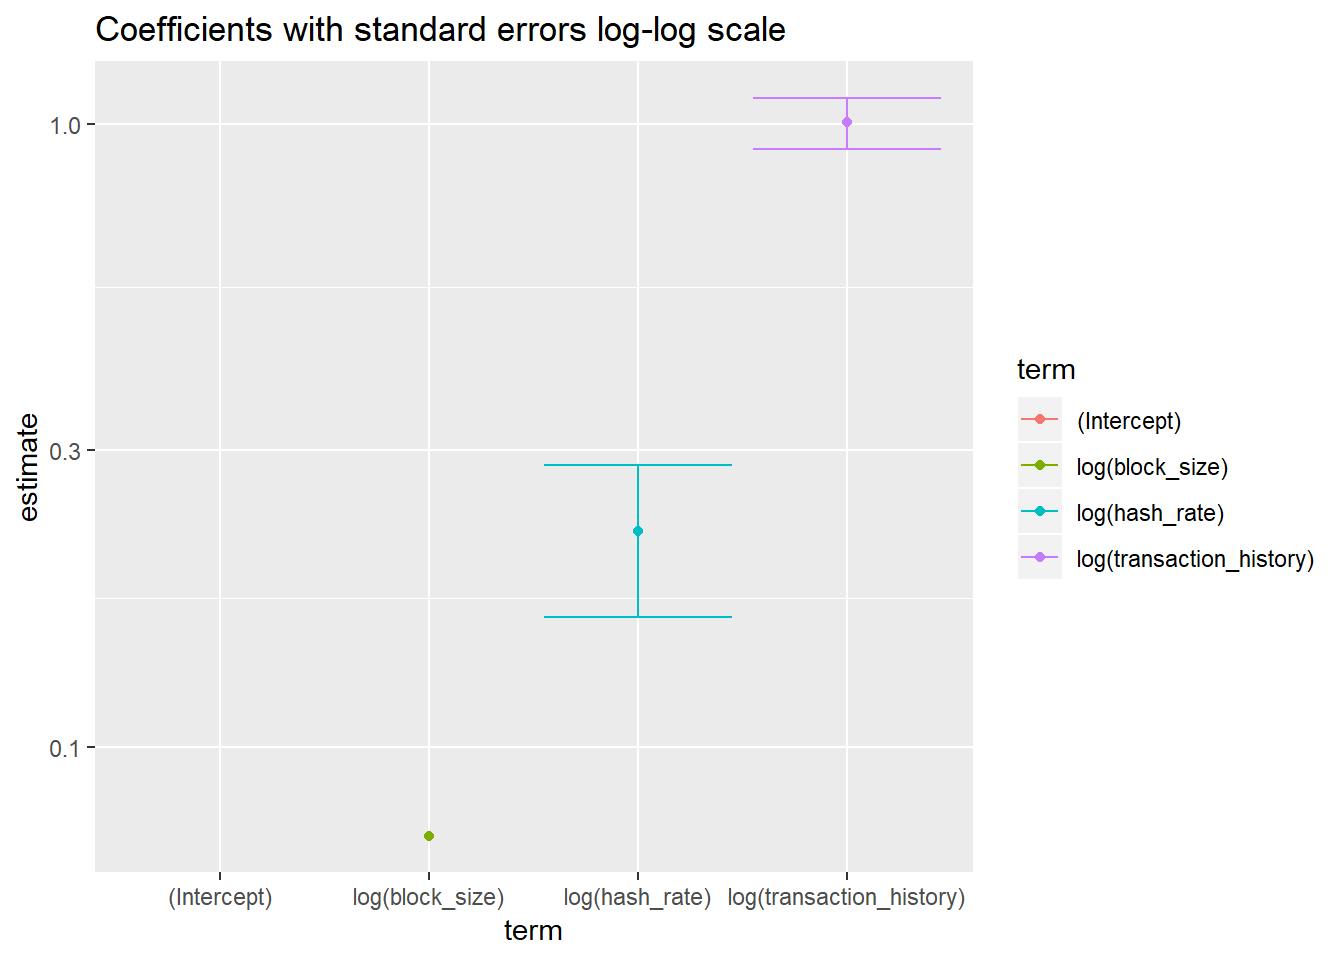 Coefficients with standard errors log-log scale
1.0
0.3
0.1
estimate
(Intercept)
log(block_size)
log(hash_rate)
log(transaction_history)
term
term
(Intercept)
log(block_size)
log(hash_rate)
log(transaction_history)